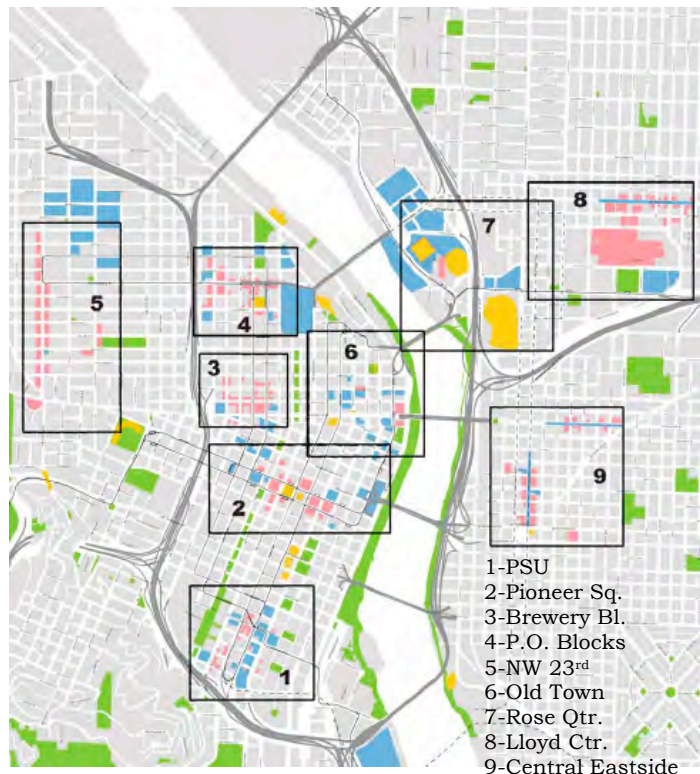 8
7
5
4
6
3
9
2
1
1-PSU
2-Pioneer Sq.
3-Brewery Bl.
4-P.O. Blocks
5-NW 23rd
6-Old Town
7-Rose Qtr.
8-Lloyd Ctr.
9-Central Eastside